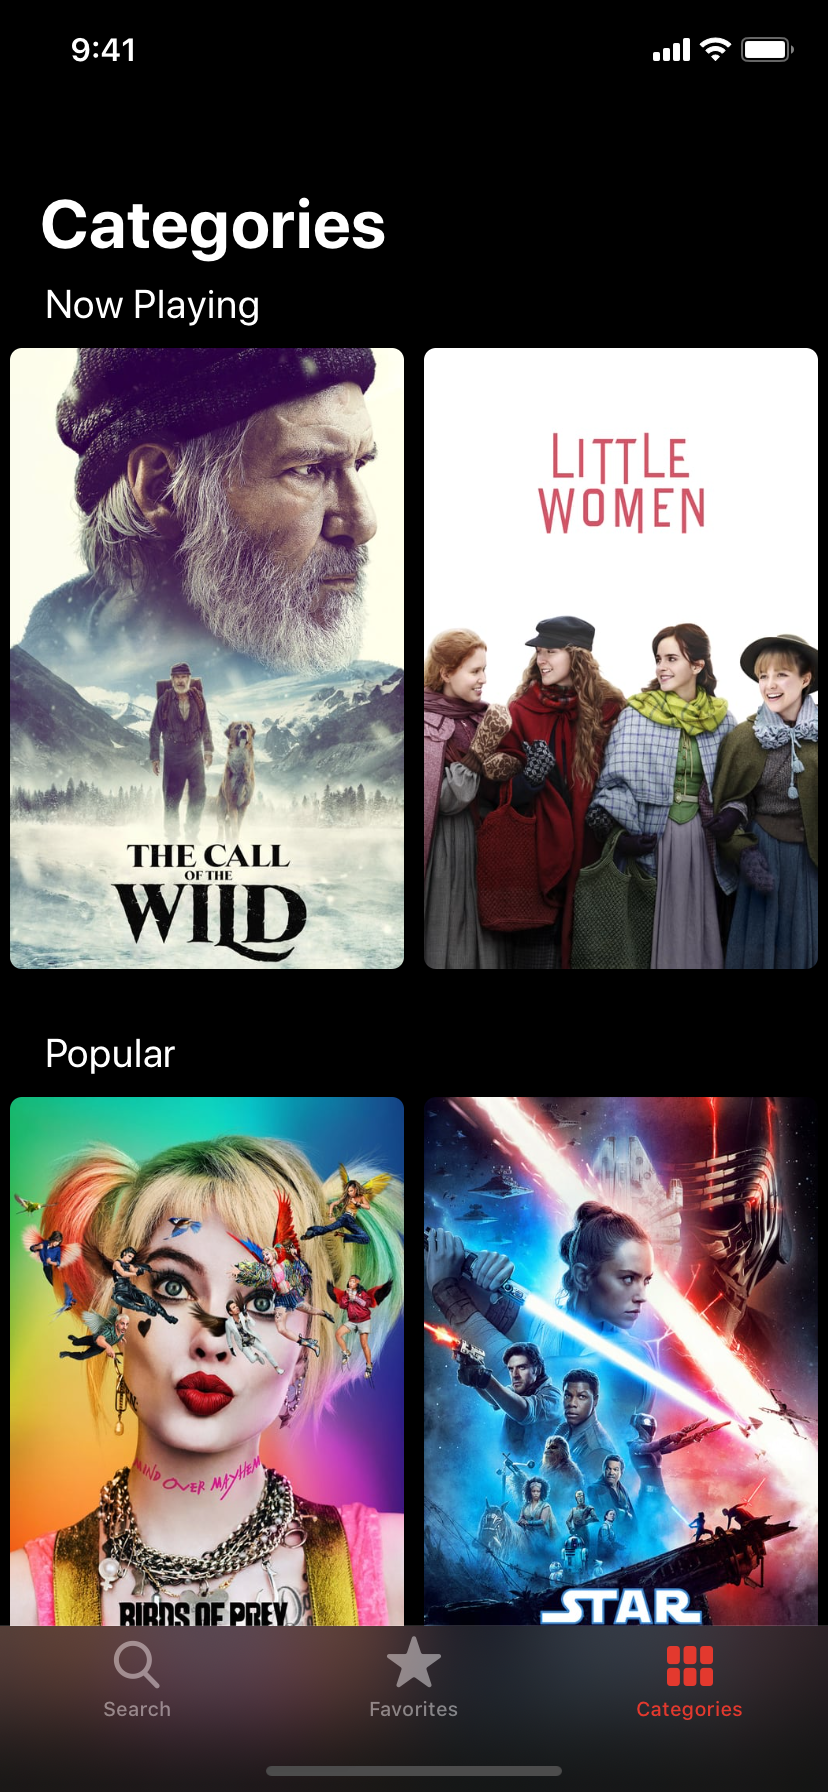 9:41
Categories
Now Playing
THE CALL
OF THE
WILD
LITTLE
WOMEN
Popular
MIND OVER MAYHEM
BIRDS OF PREY
STAR
Search
Favorites
Categories